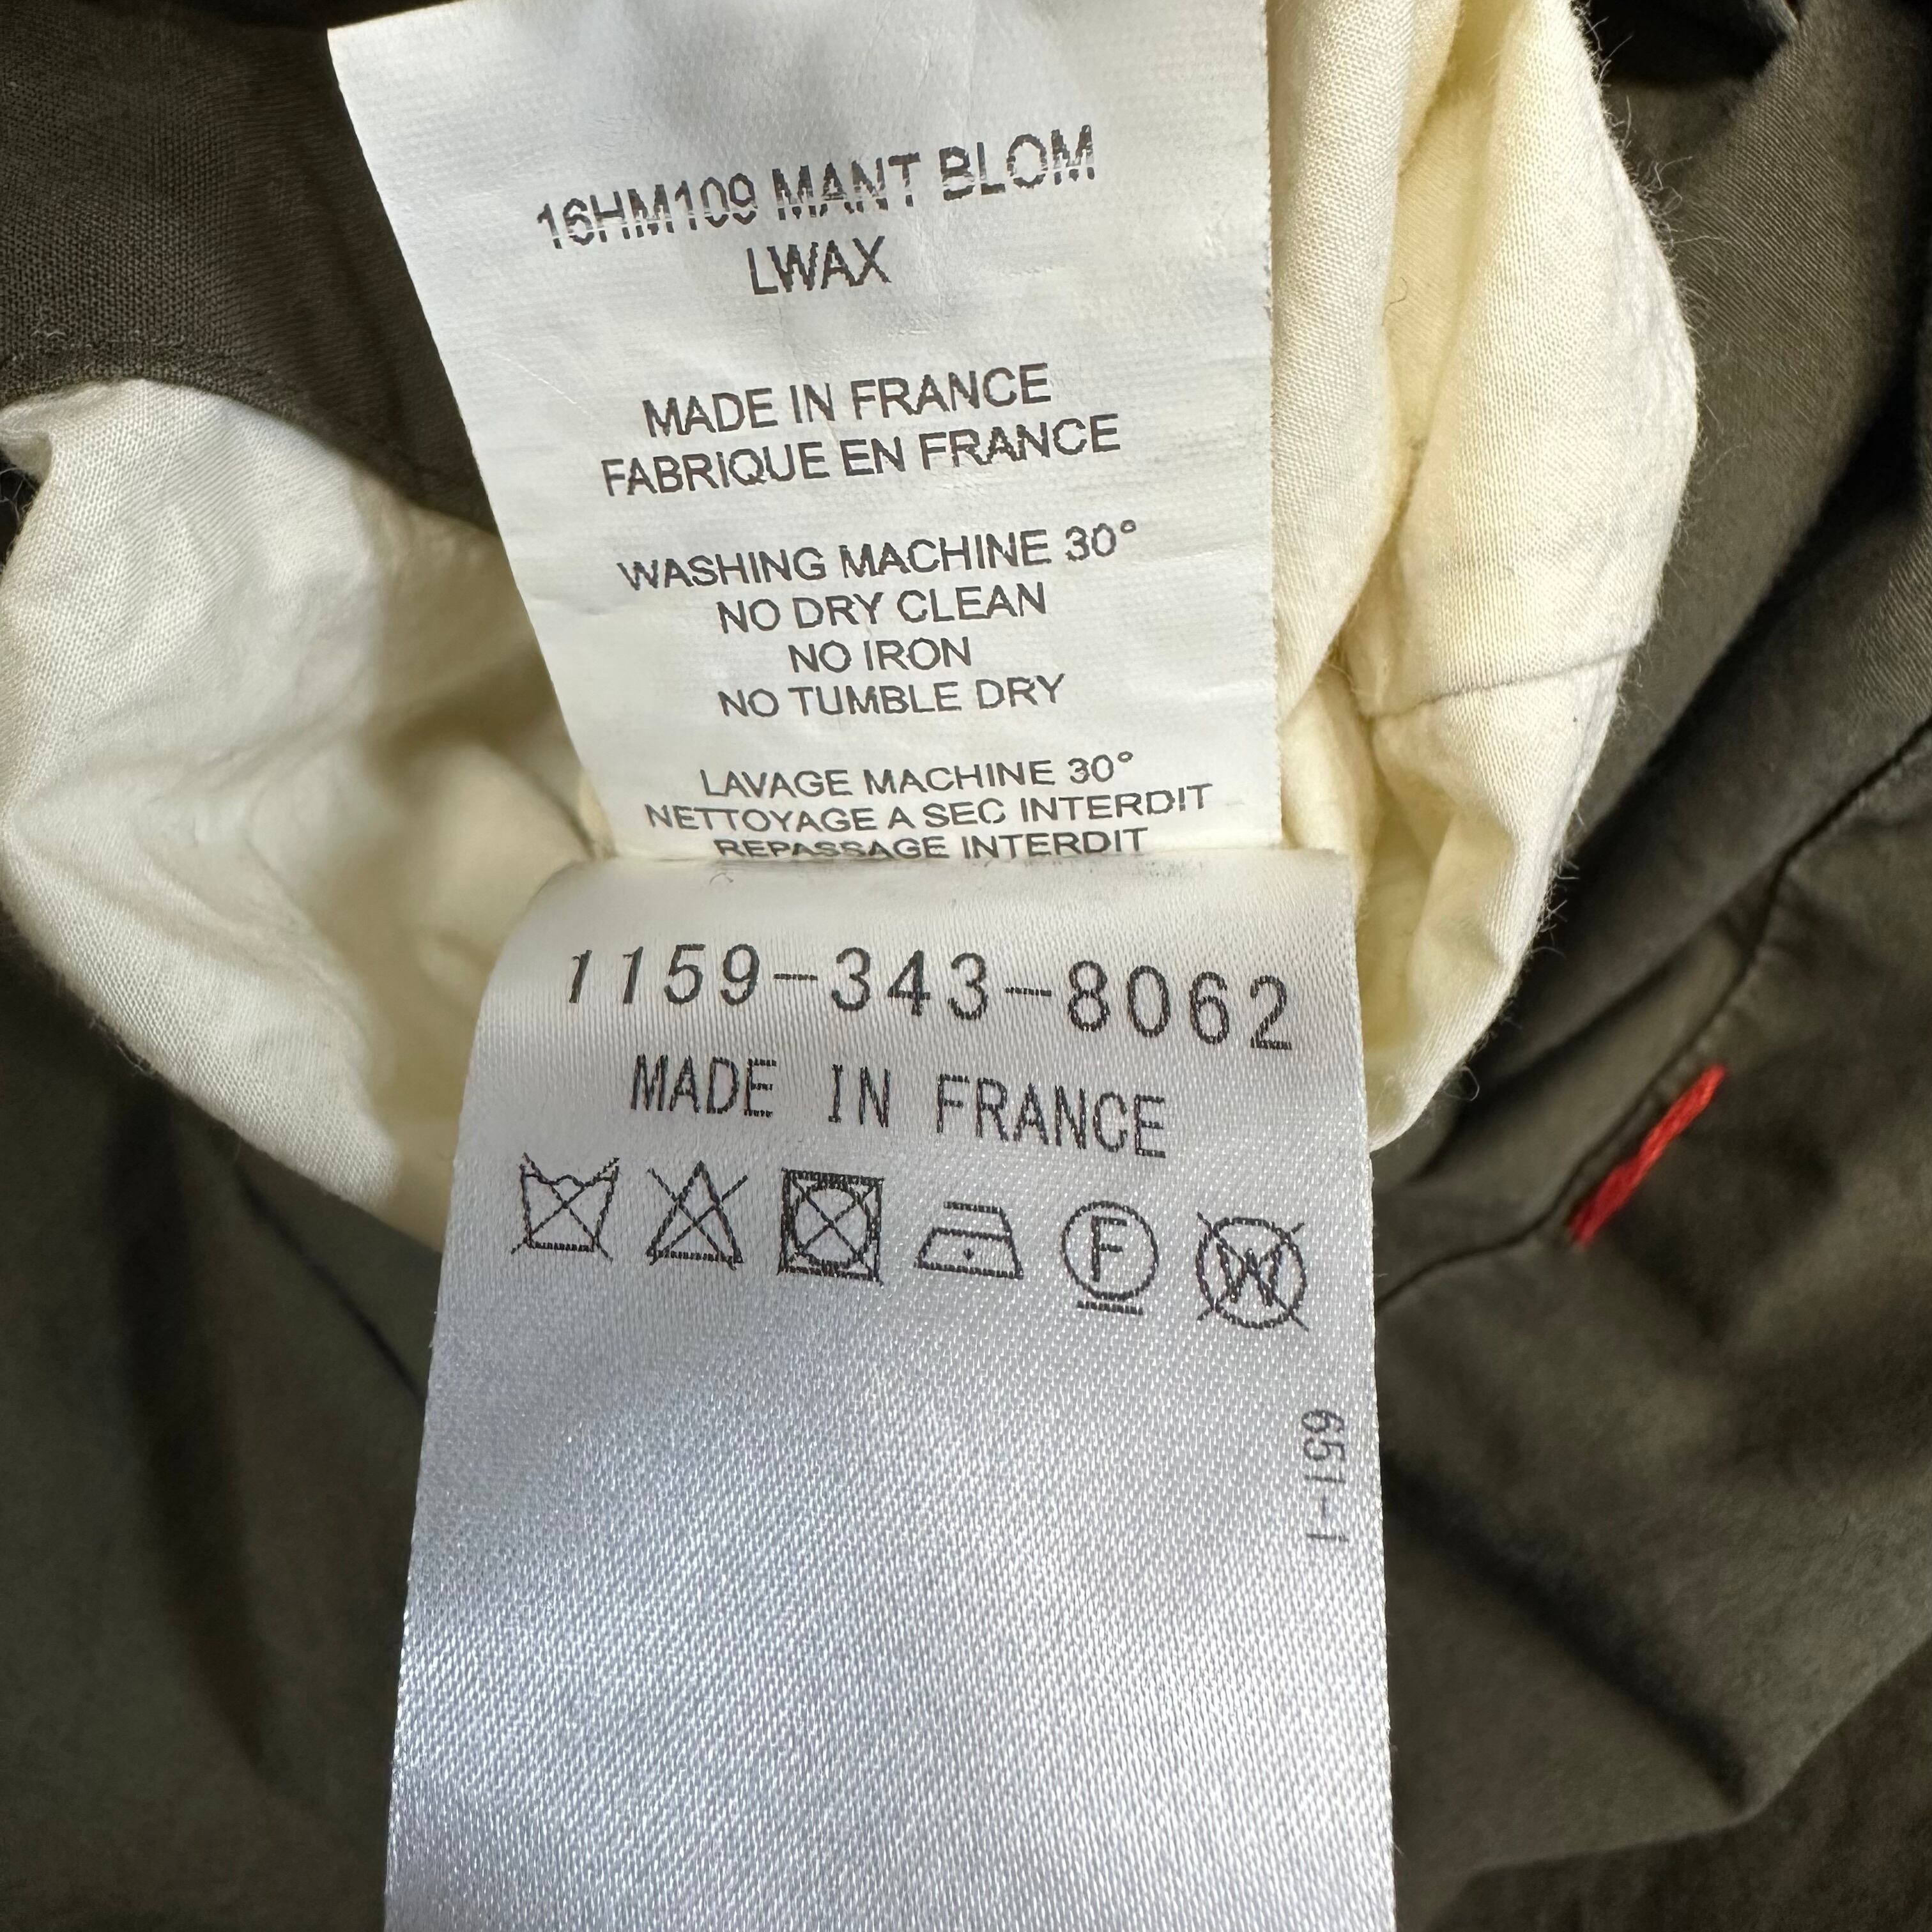 16HM109 MANT BLOM
LWAX
MADE IN FRANCE
FABRIQUE EN FRANCE
WASHING MACHINE 30°
NO DRY CLEAN
NO IRON
NO TUMBLE DRY
LAVAGE MACHINE 30°
NETTOYAGE A SEC INTERDIT
REPASSAGE INTERDIT
1159-343-8062
MADE IN FRANCE
F W
651-1